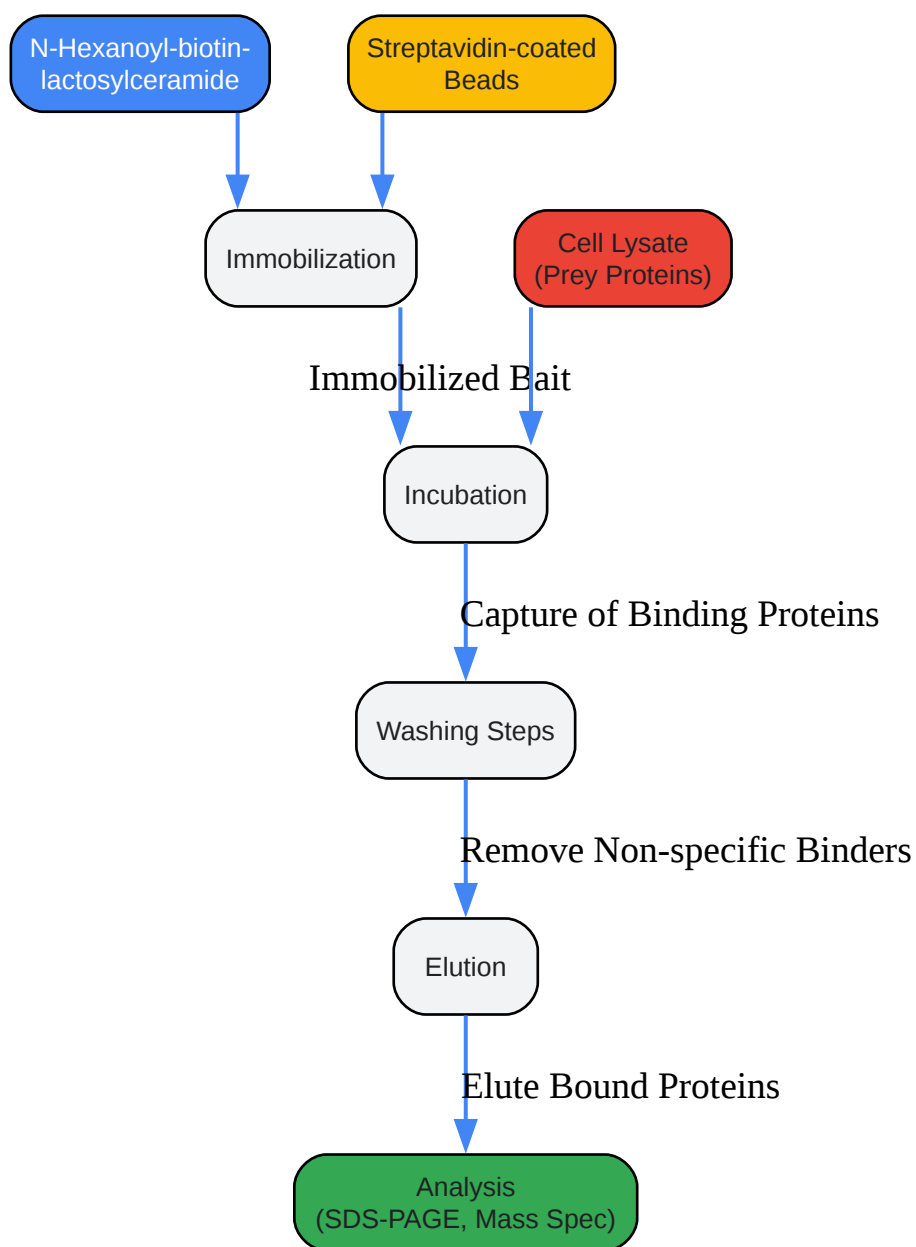 N-Hexanoyl-biotin-
lactosylceramide
Streptavidin-coated
Beads
Immobilization
Cell Lysate
(Prey Proteins)
Immobilized Bait
Incubation
Capture of Binding Proteins
Washing Steps
Remove Non-specific Binders
Elution
Elute Bound Proteins
Analysis
(SDS-PAGE, Mass Spec)